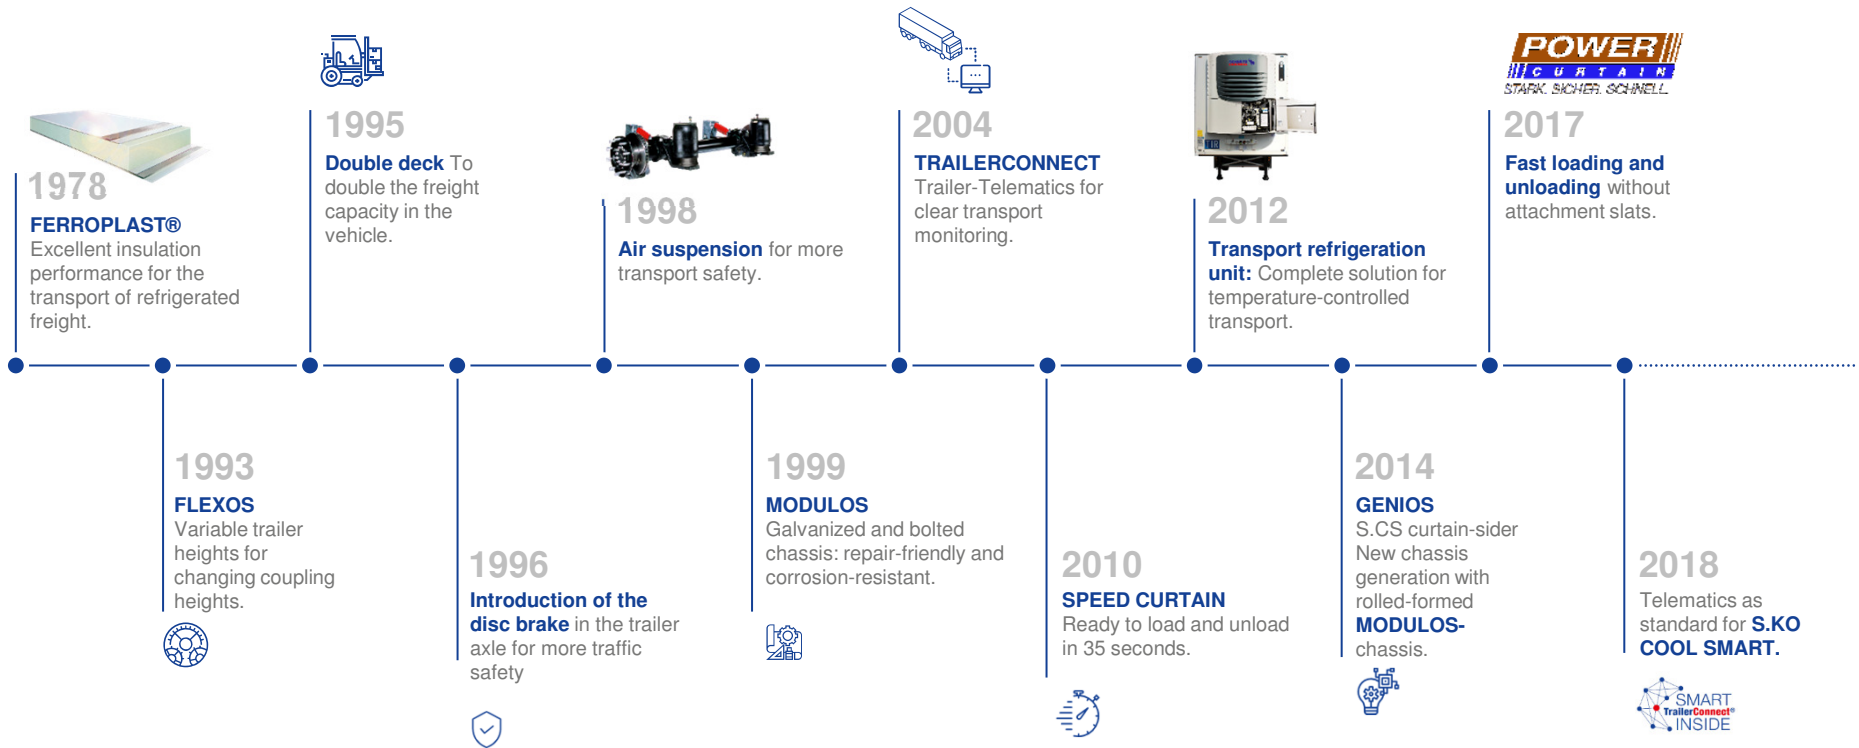 1978
FERROPLAST®
Excellent insulation
performance for the
transport of refrigerated
freight.
1993
FLEXOS
Variable trailer
heights for
changing coupling
heights.
1995
Double deck To
double the freight
capacity in the
vehicle.
1996
Introduction of the
disc brake in the trailer
axle for more traffic
safety
1998
Air suspension for more
transport safety.
1999
MODULOS
Galvanized and bolted
chassis: repair-friendly and
corrosion-resistant.
2004
TRAILERCONNECT
Trailer-Telematics for
clear transport
monitoring.
2010
SPEED CURTAIN
Ready to load and unload
in 35 seconds.
2012
Transport refrigeration
unit: Complete solution for
temperature-controlled
transport.
2014
GENIOS
S.CS curtain-sider
New chassis
generation with
rolled-formed
MODULOS-
chassis.
POWER
CURTAIN
STARK. SICHER. SCHNELL.
2017
Fast loading and
unloading without
attachment slats.
2018
Telematics as
standard for S.KO
COOL SMART.
SMART
TrailerConnect®
INSIDE